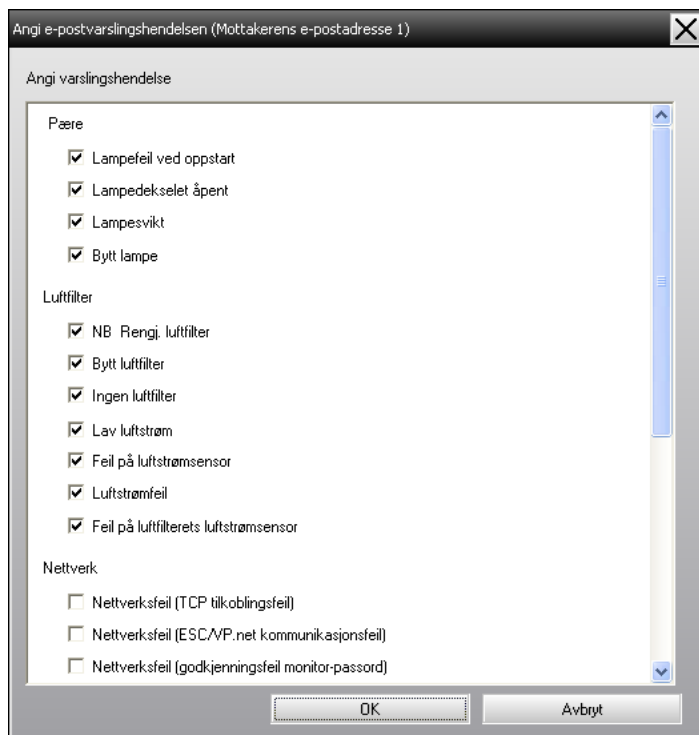 Angi e-postvarslingshendelsen (Mottakerens e-postadresse 1)
Angi varslingshendelse
Pære
Lampefeil ved oppstart
Lampedekselet åpent
Lampesvikt
Bytt lampe
Luftfilter
NB  Rengj. luftfilter
Bytt luftfilter
Ingen luftfilter
Lav luftstrøm
Feil på luftstrømsensor
Luftstrømfeil
Feil på luftfilterets luftstrømsensor
Nettverk
Nettverksfeil (TCP tilkoblingsfeil)
Nettverksfeil (ESC/VP.net kommunikasjonsfeil)
Nettverksfeil (godkjenningsfeil monitor-passord)
OK
Avbryt